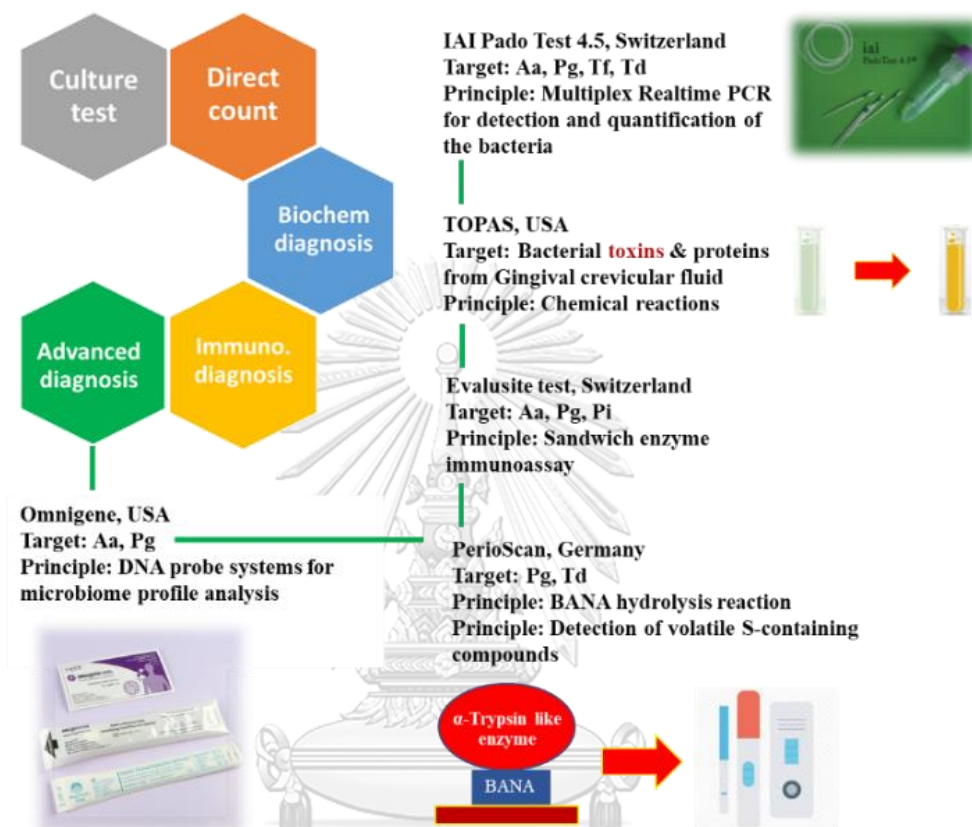 Culture
test
Direct
count
Biochem
diagnosis
Advanced
diagnosis
Immuno.
diagnosis
IAI Pado Test 4.5, Switzerland
Target: Aa, Pg, Tf, Td
Principle: Multiplex Realtime PCR
for detection and quantification of
the bacteria
iai
PadoTest 4.5®
TOPAS, USA
Target: Bacterial toxins & proteins
from Gingival crevicular fluid
Principle: Chemical reactions
Evalusite test, Switzerland
Target: Aa, Pg, Pi
Principle: Sandwich enzyme
immunoassay
Omnigene, USA
Target: Aa, Pg
Principle: DNA probe systems for
microbiome profile analysis
PerioScan, Germany
Target: Pg, Td
Principle: BANA hydrolysis reaction
Principle: Detection of volatile S-containing
compounds
α-Trypsin like
enzyme
BANA